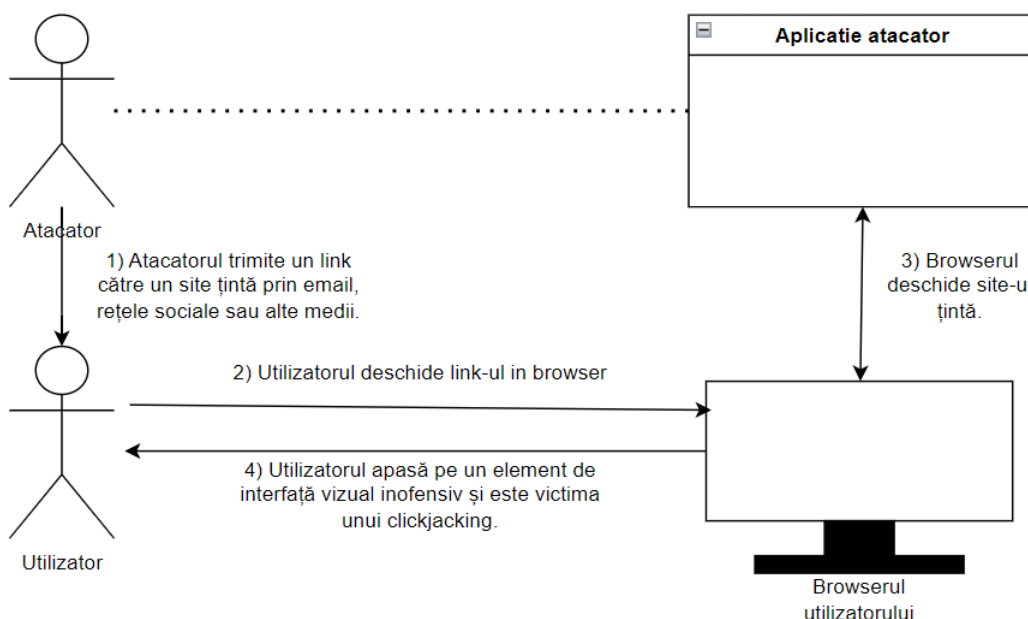 Aplicatie atacator
Atacator
1) Atacatorul trimite un link
către un site țintă prin email,
rețele sociale sau alte medii.
3) Browserul
deschide site-u
țintă.
2) Utilizatorul deschide link-ul in browser
4) Utilizatorul apasă pe un element de
interfață vizual inofensiv și este victima
unui clickjacking.
Utilizator
Browserul
utilizatorului